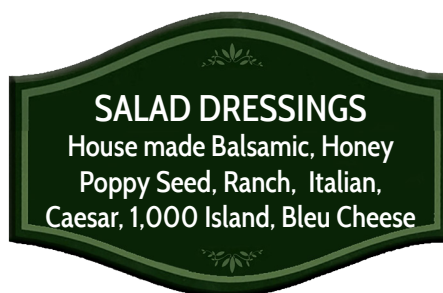 SALAD DRESSINGS
House made Balsamic, Honey
Poppy Seed, Ranch, Italian,
Caesar, 1,000 Island, Bleu Cheese